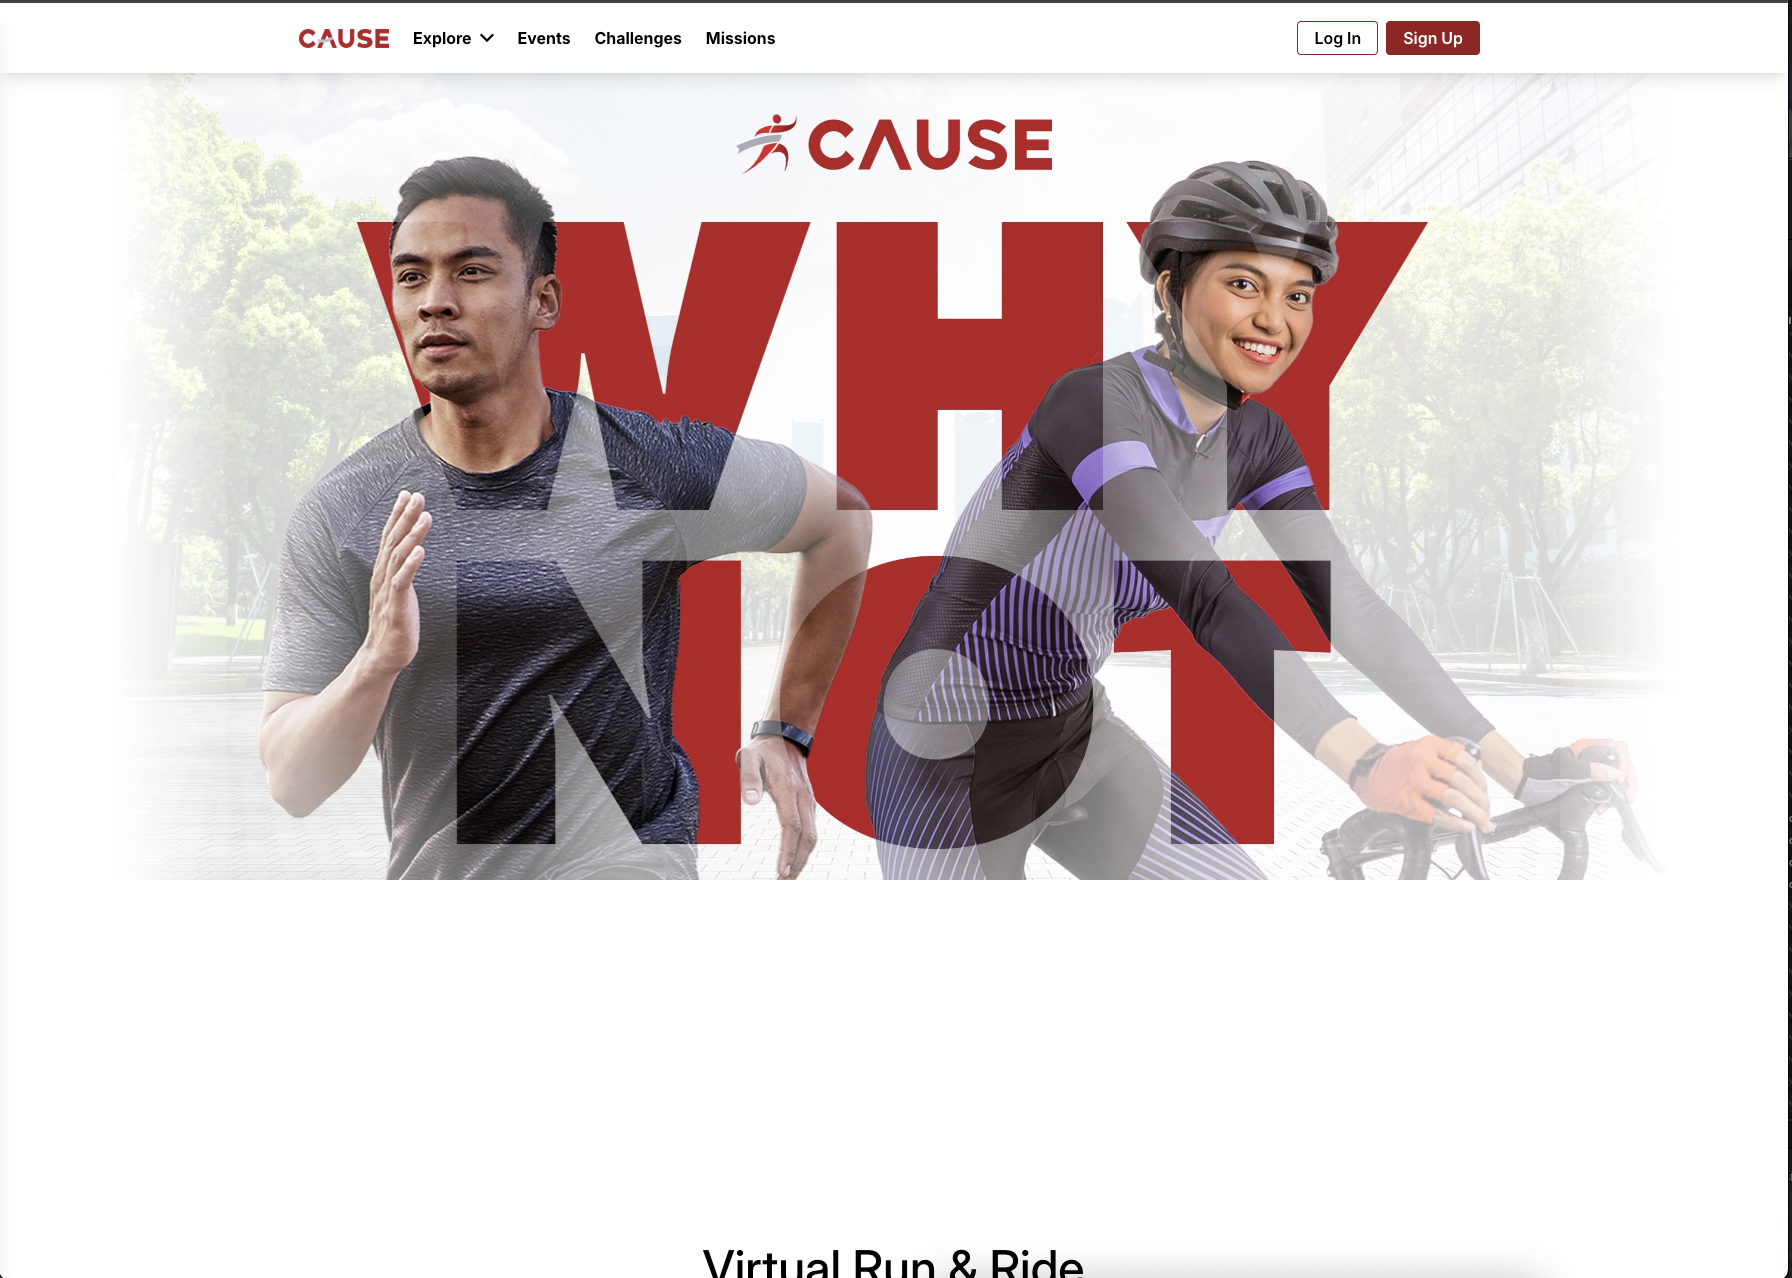 CAUSE Explore Events Challenges Missions Log In Sign Up
CAUSE
WHY
NOT
Virtual Run & Ride